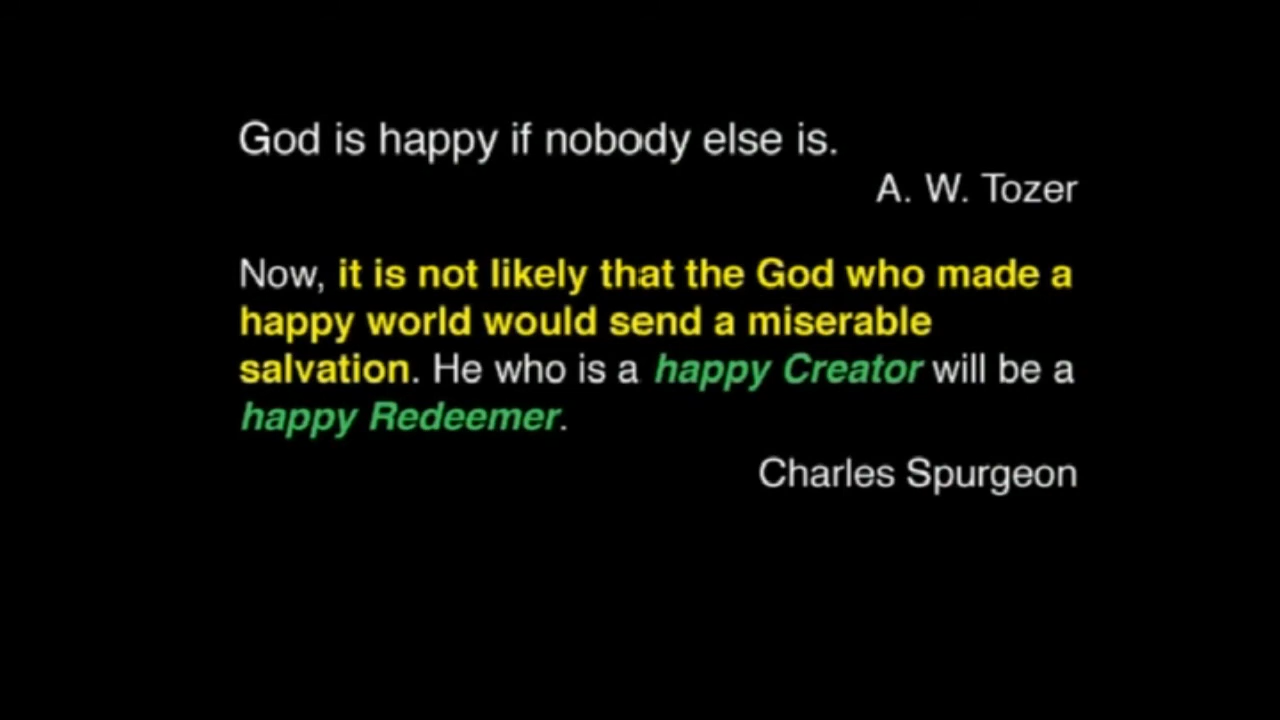 God is happy if nobody else is.
A. W. Tozer
Now, it is not likely that the God who made a
happy world would send a miserable
salvation. He who is a happy Creator will be a
happy Redeemer.
Charles Spurgeon